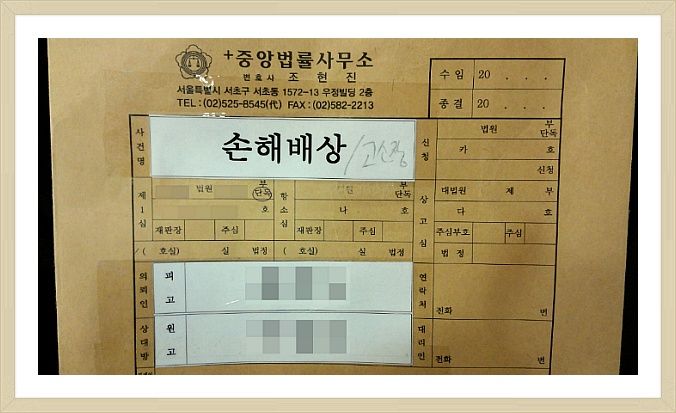 +중앙법률사무소
변호사 조현진
서울특별시 서초구 서초동 1572-13 우정빌딩 2층
TEL:(02)525-8545(代) FAX:(02)582-2213
수임 20 . . .
종결 20 . . .
사건명
손해배상/고소장
신청
법원 부 단독
카 호
신청
제1심
법원 부 단독
호
재판장 주심
( 호실) 실 법정
항소심
법원 부 단독
나 호
재판장 주심
( 호실) 실 법정
상고심
대법원 제 부
다 호
주심부호 주심
법정
의뢰인
피고
연락처
전화 번
상대방
원고
대리인
전화 번